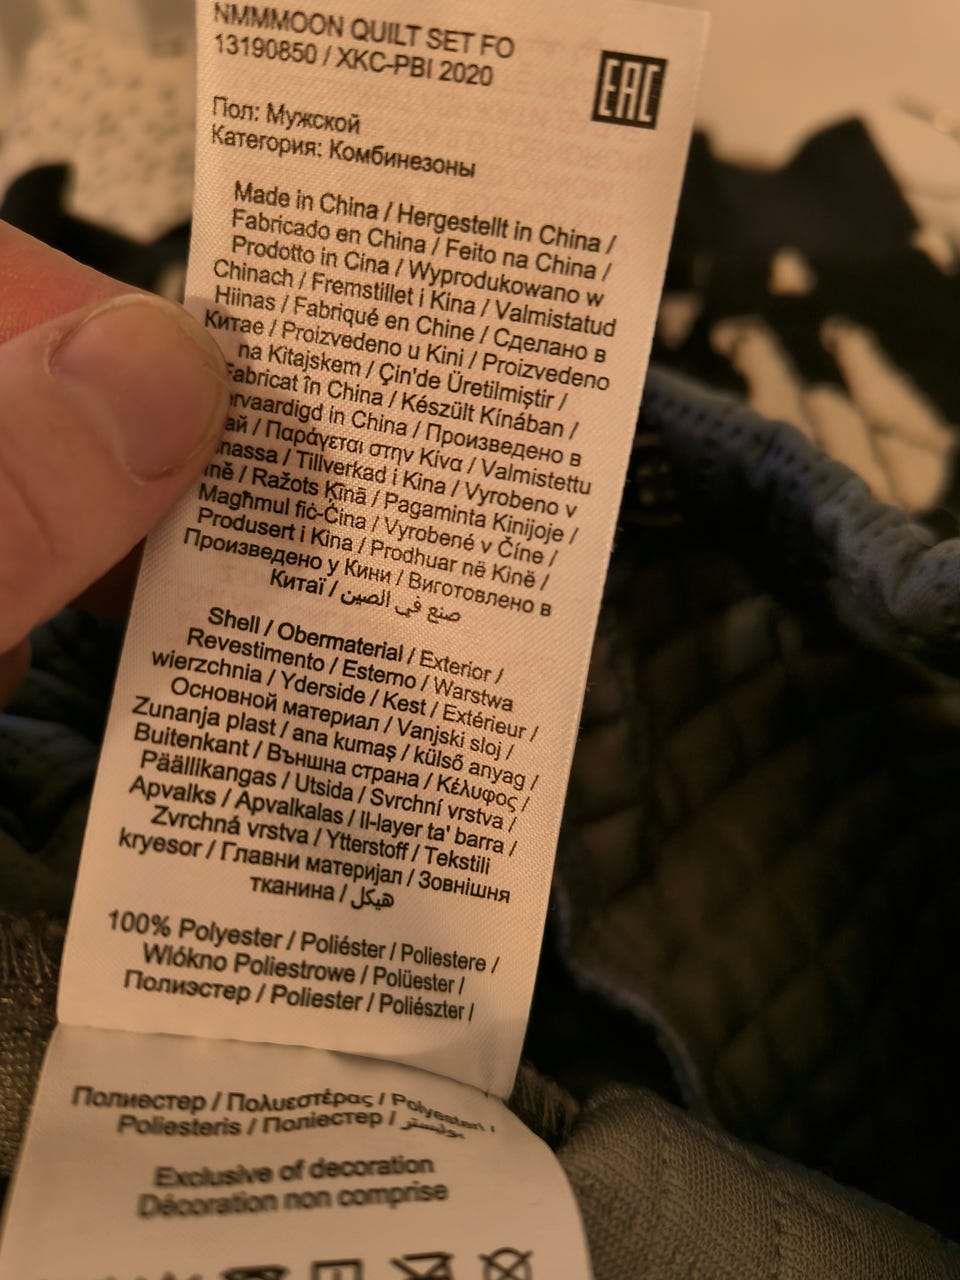 NMMMOON QUILT SET FO
13190850 / XKC-PBI 2020
EAC
Пол: Мужской
Категория: Комбинезоны
Made in China / Hergestellt in China /
Fabricado en China / Feito na China /
Prodotto in Cina / Wyprodukowano w
Chinach / Fremstillet i Kina / Valmistatud
Hiinas / Fabriqué en Chine / Сделано в
Китае / Proizvedeno u Kini / Proizvedeno
na Kitajskem / Çin'de Üretilmiştir /
Fabricat în China / Készült Kínában /
ervaardigd in China / Произведено в
ай / Παράγεται στην Κίνα / Valmistettu
nassa / Tillverkad i Kina / Vyrobeno v
íně / Ražots Ķīnā / Pagaminta Kinijoje /
Magħmul fiċ-Ċina / Vyrobené v Číne /
Produsert i Kina / Prodhuar në Kinë /
Произведено у Кини / Виготовлено в
Китаї / صنع في الصين
Shell / Obermaterial / Exterior /
Revestimento / Esterno / Warstwa
wierzchnia / Yderside / Kest / Extérieur /
Основной материал / Vanjski sloj /
Zunanja plast / ana kumaş / külső anyag /
Buitenkant / Външна страна / Κέλυφος /
Päällikangas / Utsida / Svrchní vrstva /
Apvalks / Apvalkalas / Il-layer ta' barra /
Zvrchná vrstva / Ytterstoff / Tekstili
kryesor / Главни материјал / Зовнішня
тканина / هيكل
100% Polyester / Poliéster / Poliestere /
Wlókno Poliestrowe / Polüester /
Полиэстер / Poliester / Poliészter /
Полиестер / Πολυεστέρας / Polyesteri /
Poliesteris / Поліестер / بوليستر
Exclusive of decoration
Décoration non comprise